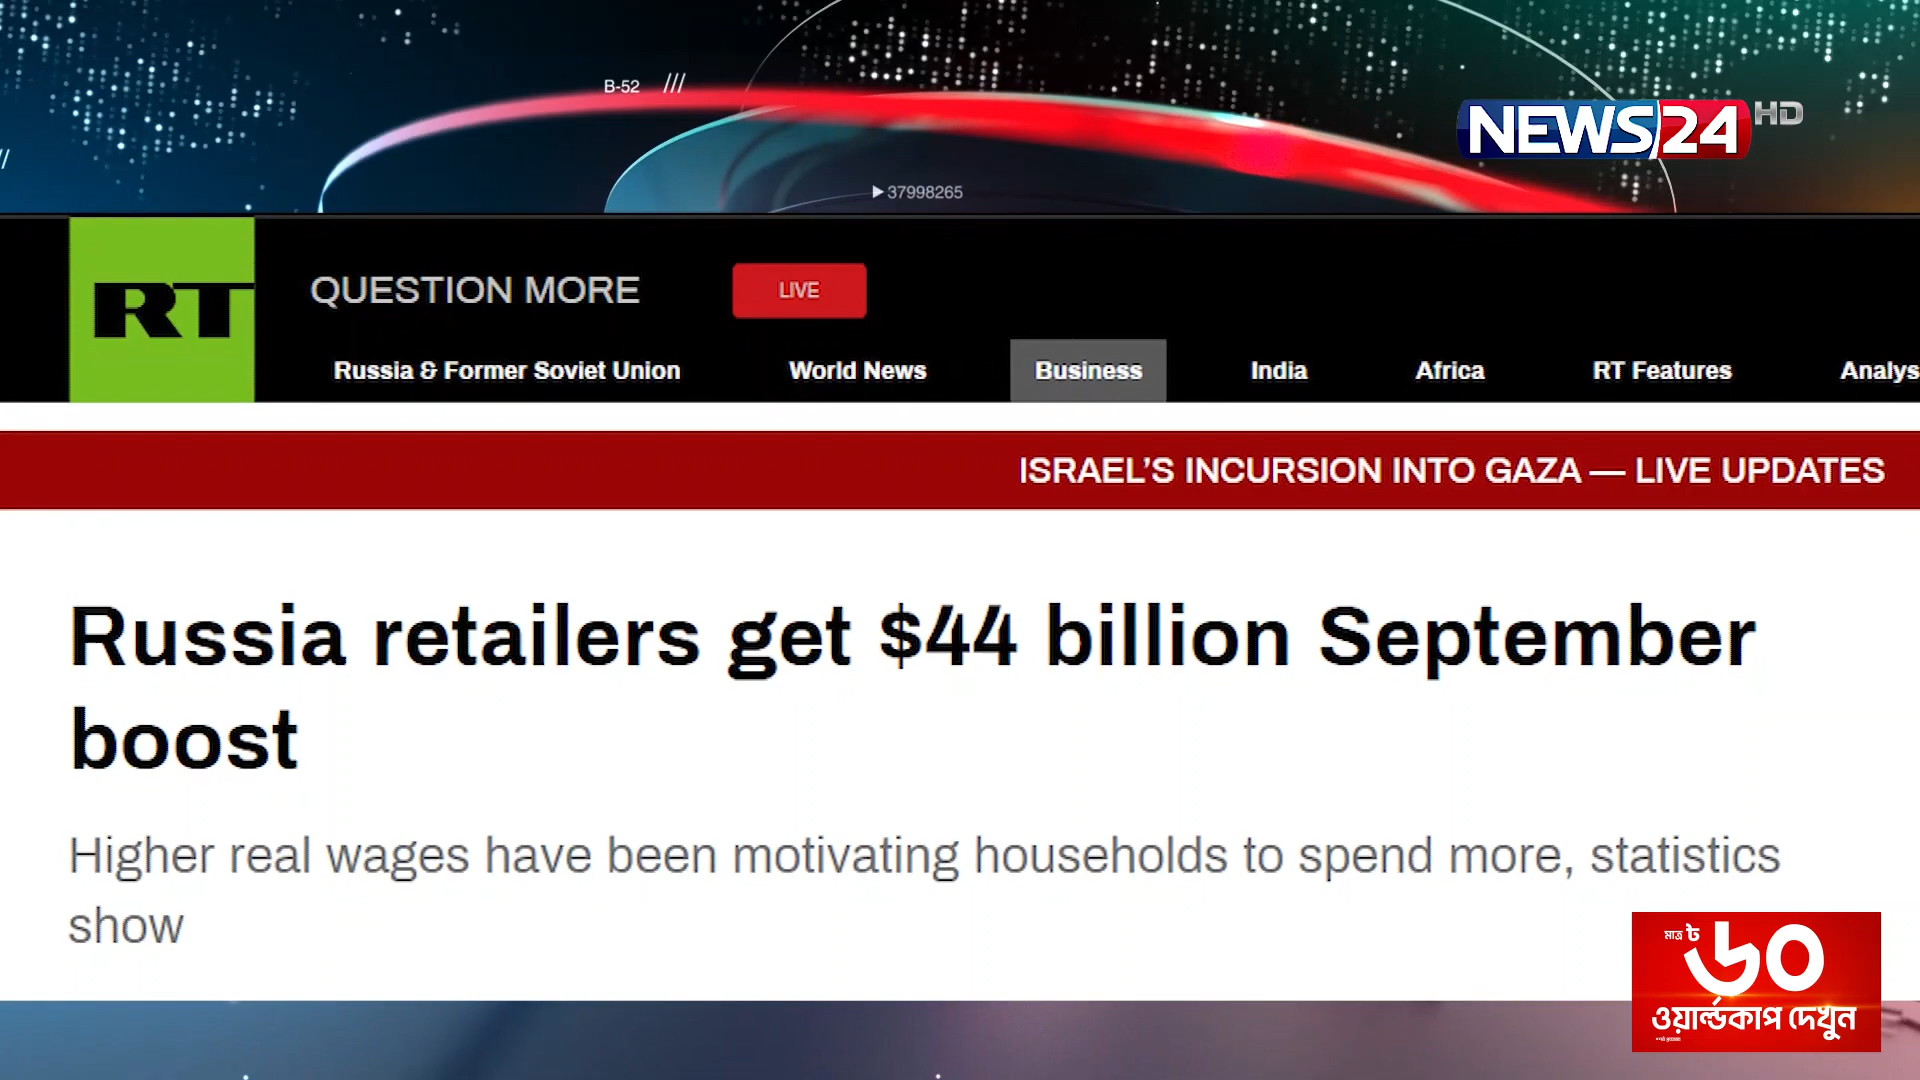 B-52 ///
NEWS24 HD
//
▶37998265
RT
QUESTION MORE
LIVE
Russia & Former Soviet Union
World News
Business
India
Africa
RT Features
Analys
ISRAEL’S INCURSION INTO GAZA — LIVE UPDATES
Russia retailers get $44 billion September
boost
Higher real wages have been motivating households to spend more, statistics
show
মাত্র ৳ ৬০
ওয়ার্ল্ডকাপ দেখুন